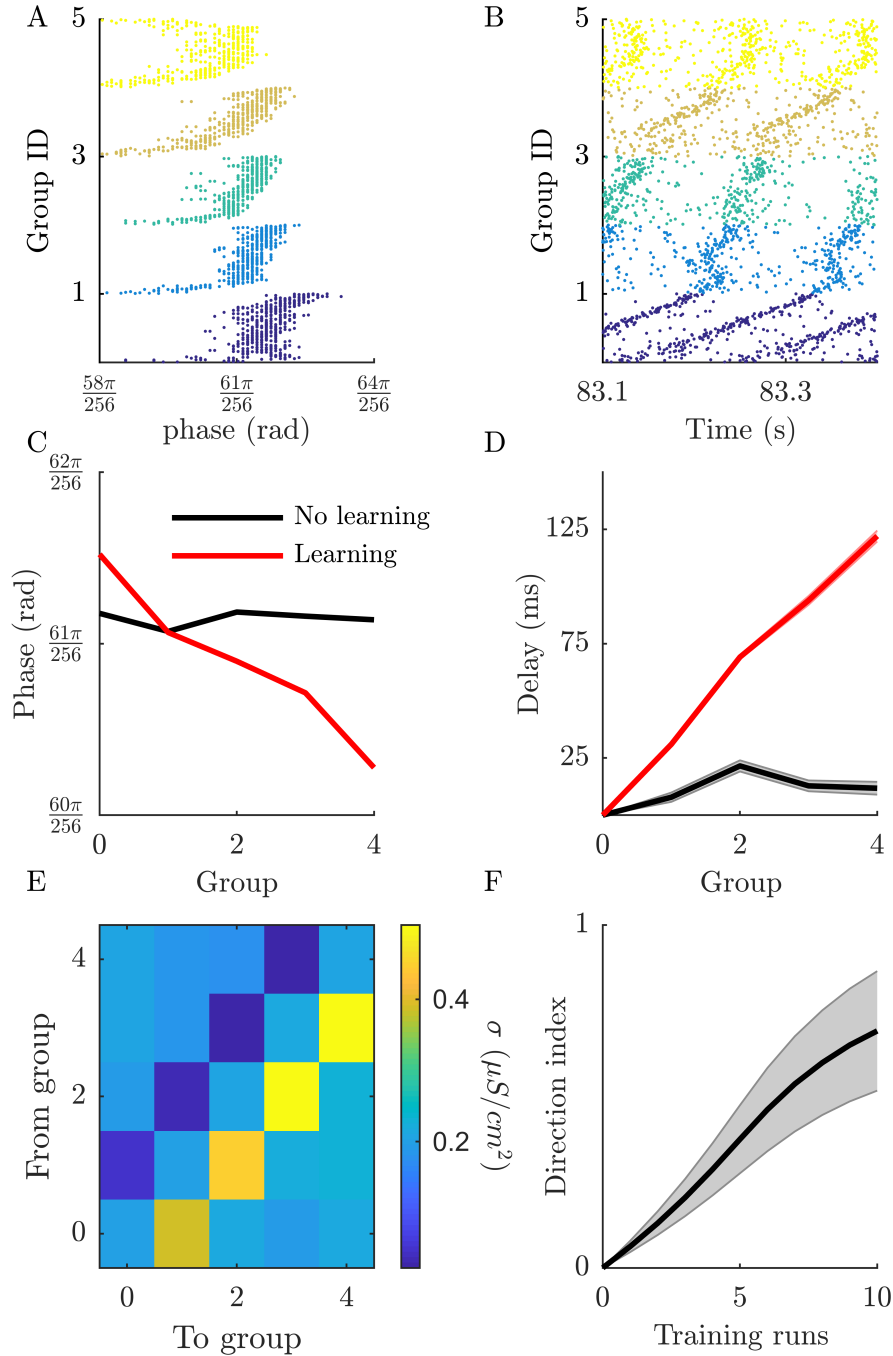 A
5
3
1
Group ID
58π/256
61π/256
64π/256
phase (rad)
B
5
3
1
Group ID
83.1
83.3
Time (s)
C
62π/256
61π/256
60π/256
Phase (rad)
No learning
Learning
0
2
4
Group
D
125
75
25
Delay (ms)
0
2
4
Group
E
4
2
0
From group
0
2
4
To group
0.4
0.2
σ (μS/cm²)
F
1
0
Direction index
0
5
10
Training runs